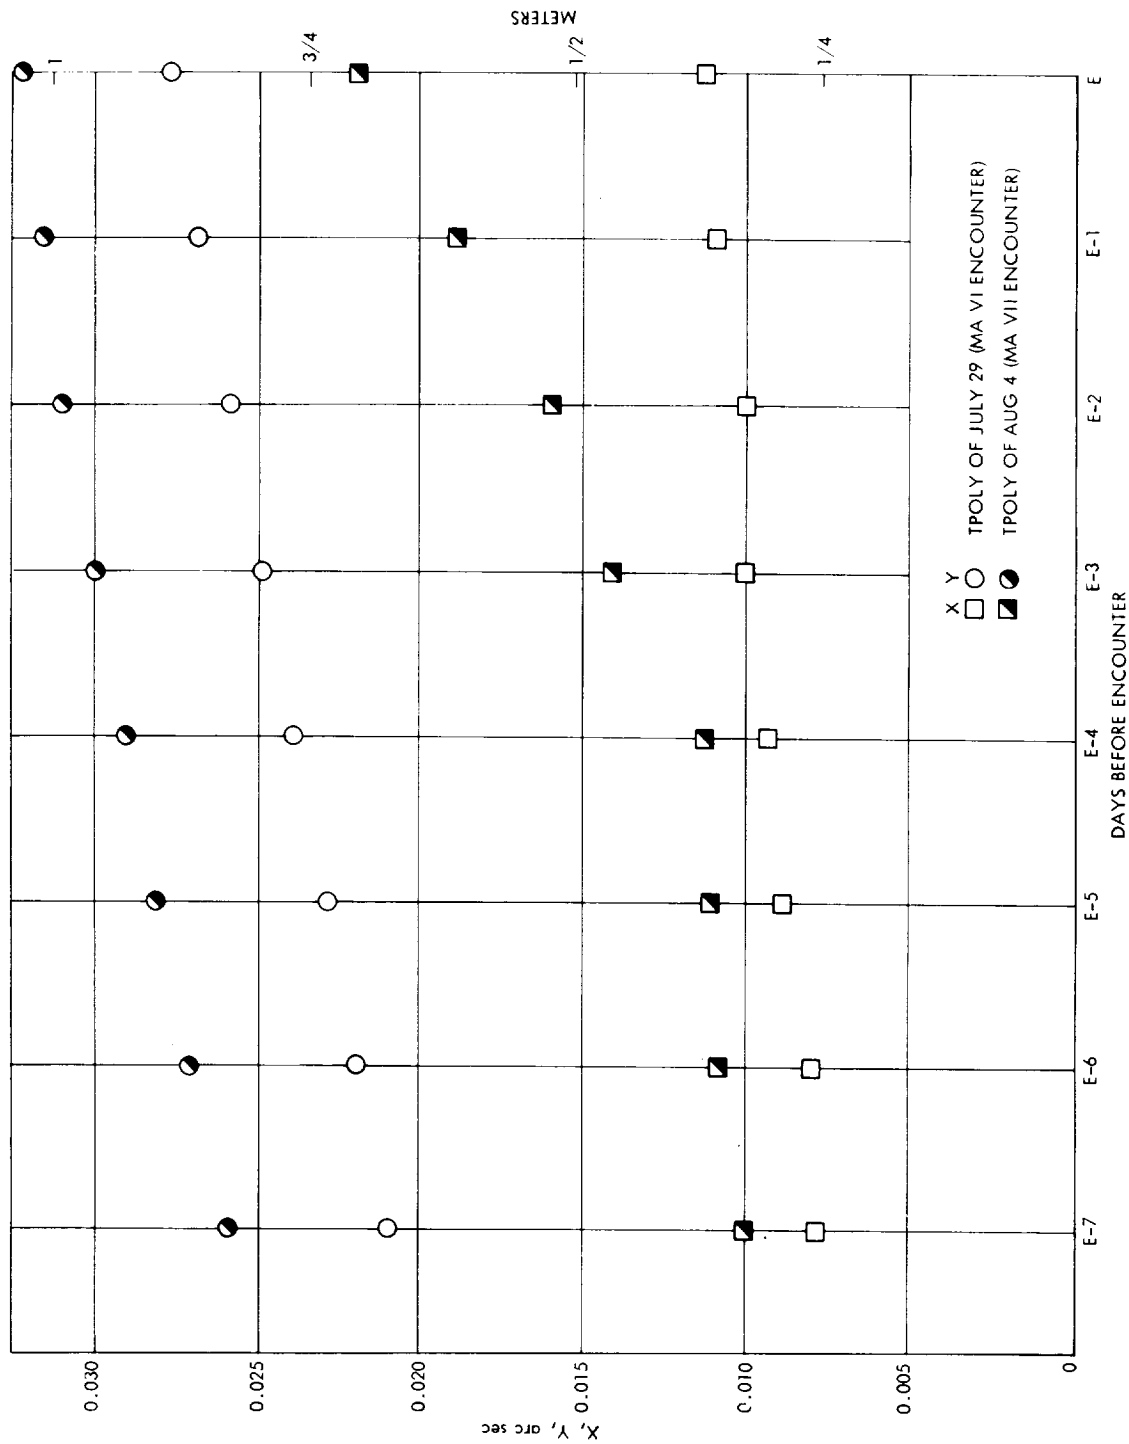 X, Y, arc sec
0.030
0.025
0.020
0.015
0.010
0.005
0
METERS
1
3/4
1/2
1/4
X Y
TPOLY OF JULY 29 (MA VI ENCOUNTER)
TPOLY OF AUG 4 (MA VII ENCOUNTER)
E-7
E-6
E-5
E-4
E-3
E-2
E-1
E
DAYS BEFORE ENCOUNTER